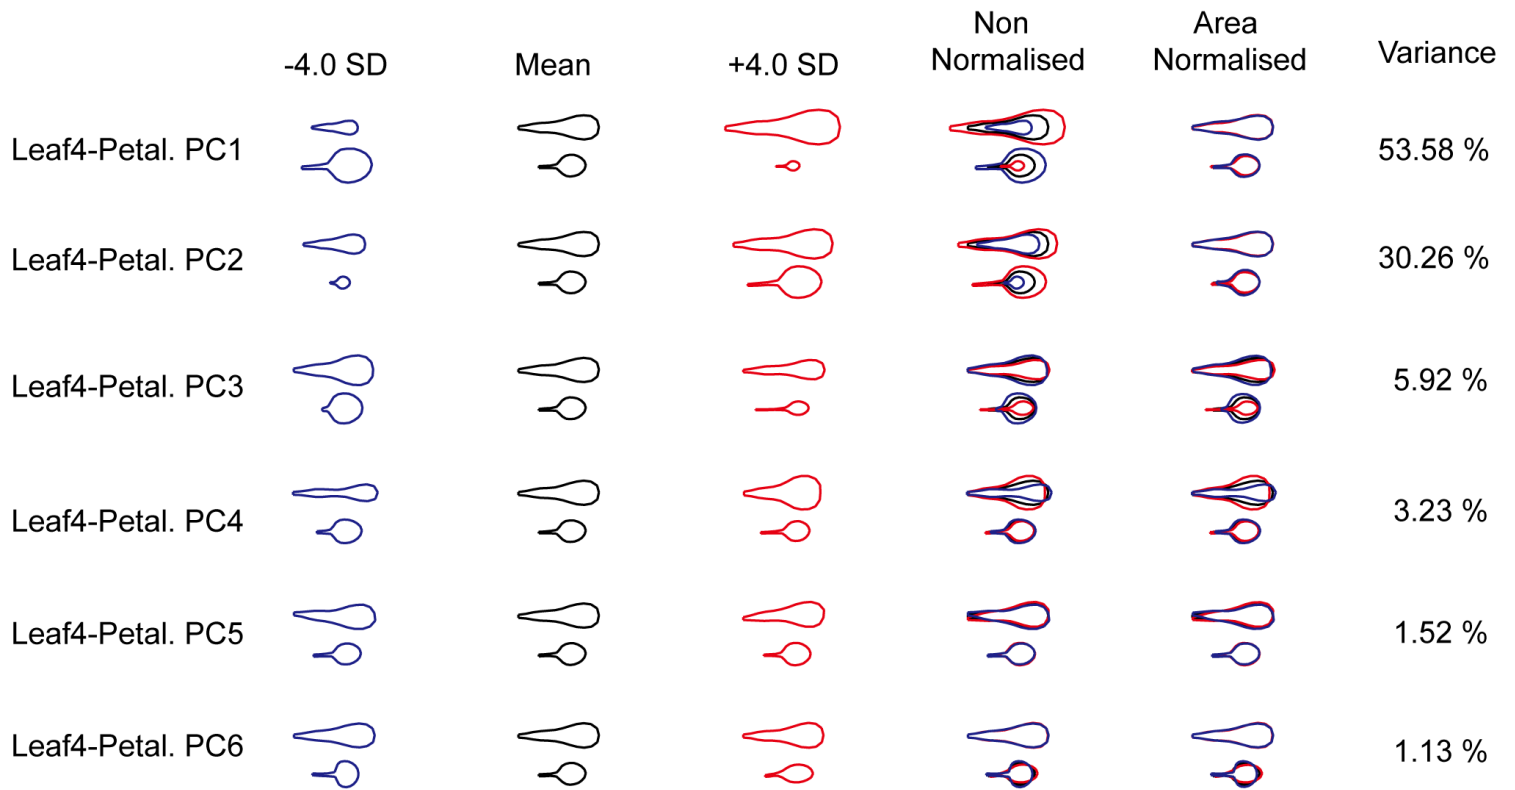 -4.0 SD
Mean
+4.0 SD
Non
Normalised
Area
Normalised
Variance
Leaf4-Petal. PC1
53.58 %
Leaf4-Petal. PC2
30.26 %
Leaf4-Petal. PC3
5.92 %
Leaf4-Petal. PC4
3.23 %
Leaf4-Petal. PC5
1.52 %
Leaf4-Petal. PC6
1.13 %